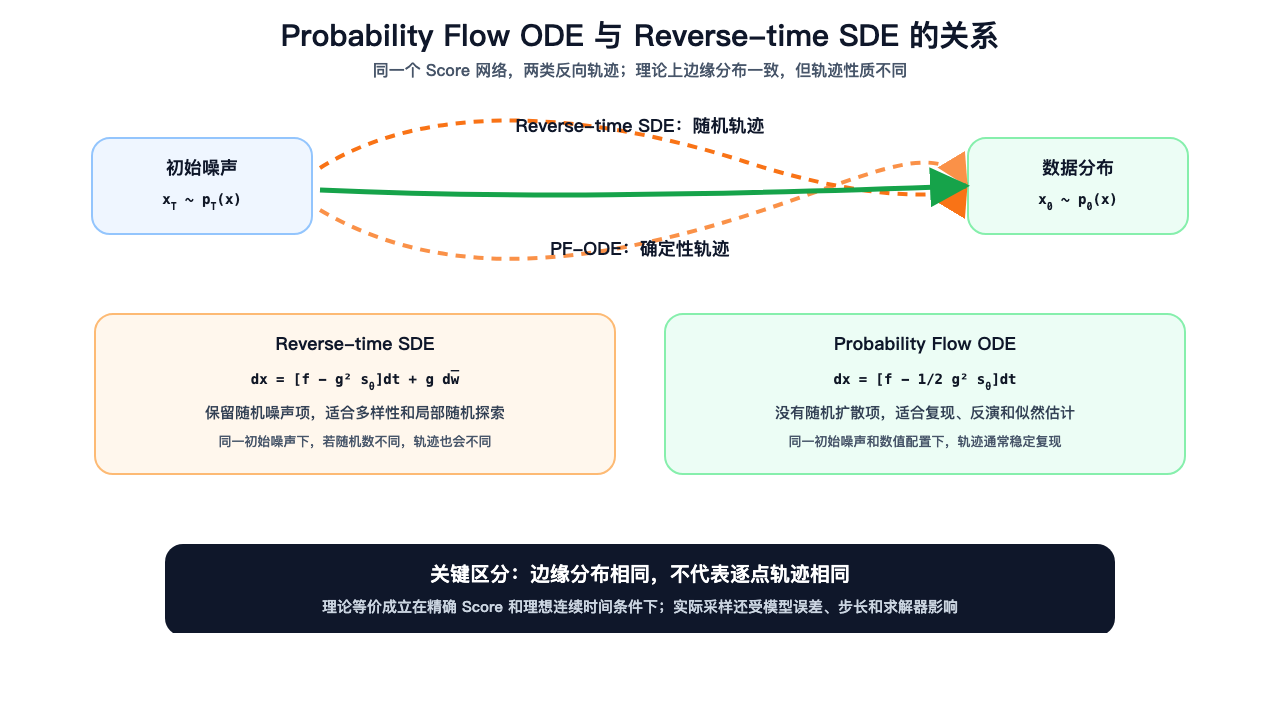 Probability Flow ODE 与 Reverse-time SDE 的关系
同一个 Score 网络，两类反向轨迹；理论上边缘分布一致，但轨迹性质不同
Reverse-time SDE：随机轨迹
初始噪声
x_T ~ p_T(x)
数据分布
x_0 ~ p_0(x)
PF-ODE：确定性轨迹
Reverse-time SDE
dx = [f - g² s_θ]dt + g dw̅
保留随机噪声项，适合多样性和局部随机探索
同一初始噪声下，若随机数不同，轨迹也会不同
Probability Flow ODE
dx = [f - 1/2 g² s_θ]dt
没有随机扩散项，适合复现、反演和似然估计
同一初始噪声和数值配置下，轨迹通常稳定复现
关键区分：边缘分布相同，不代表逐点轨迹相同
理论等价成立在精确 Score 和理想连续时间条件下；实际采样还受模型误差、步长和求解器影响